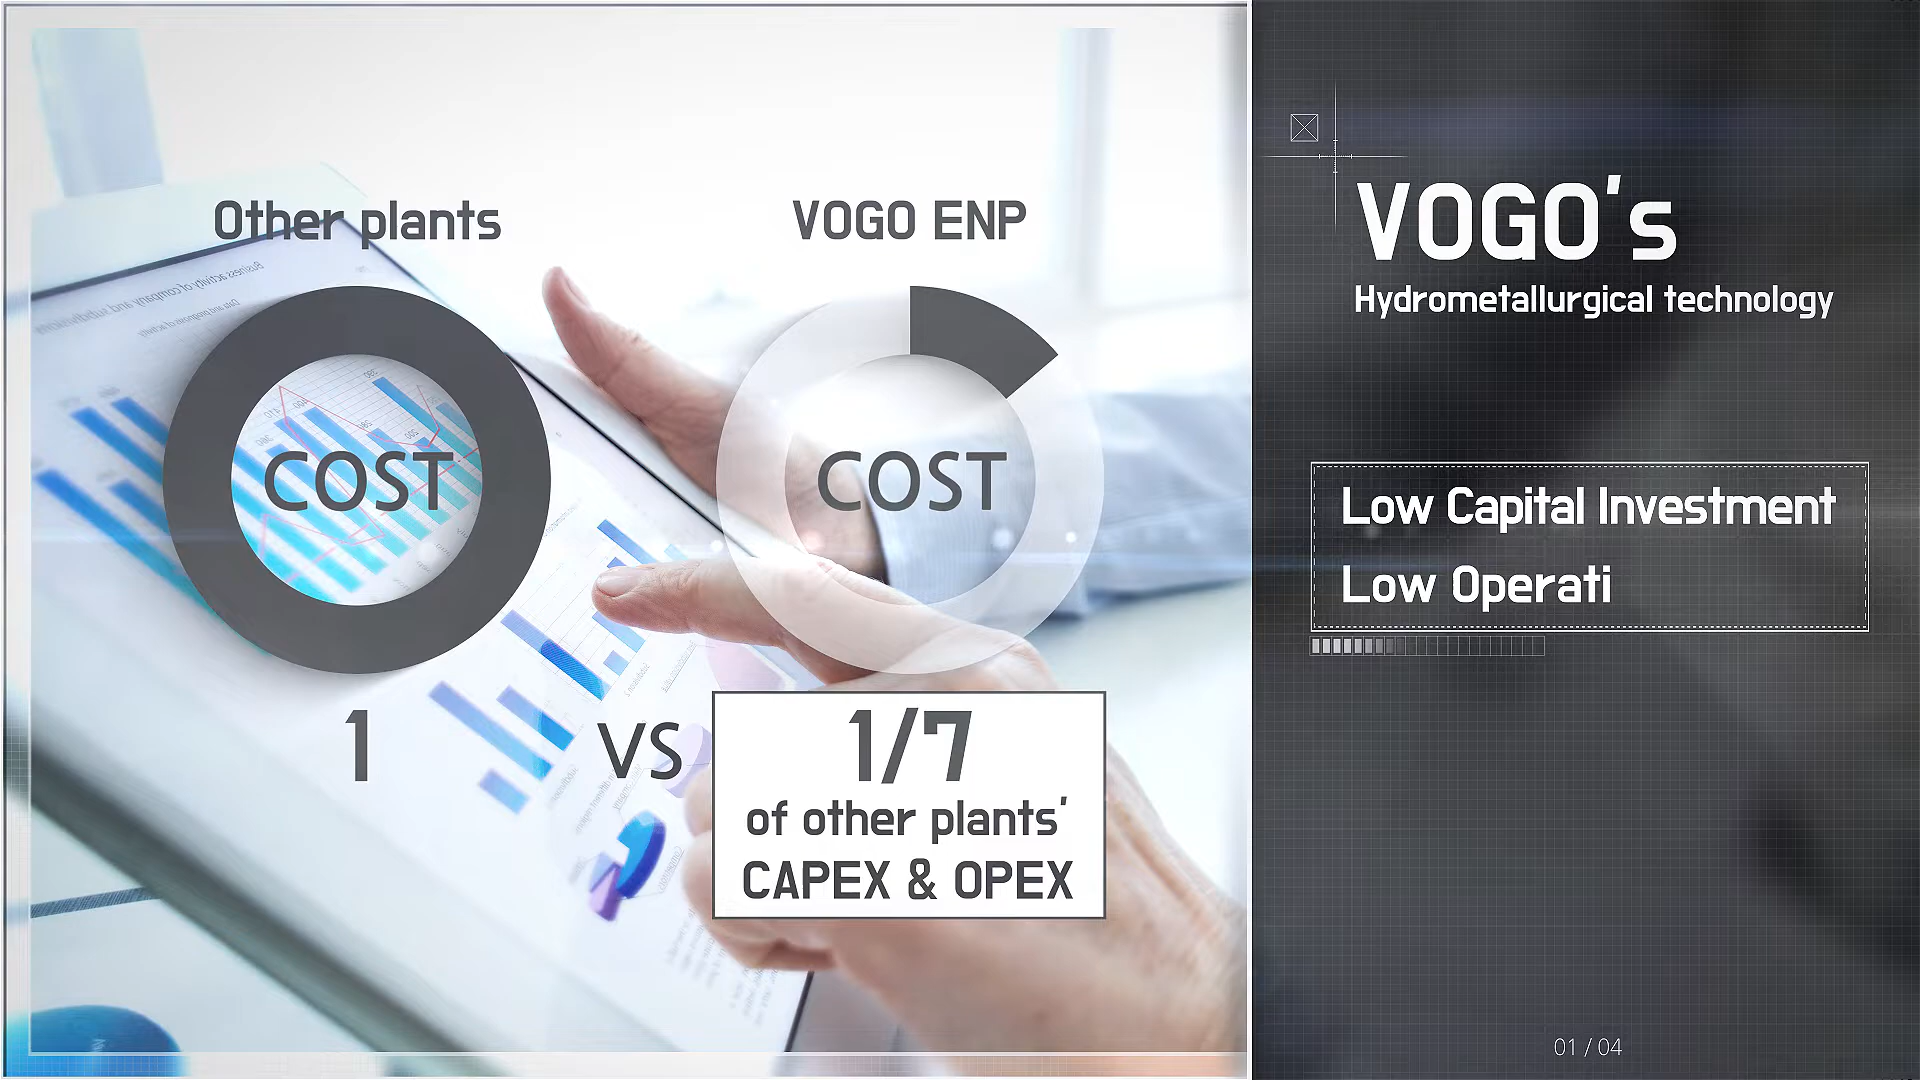 Other plants
COST
1
VS
VOGO ENP
COST
1/7
of other plants'
CAPEX & OPEX
VOGO's
Hydrometallurgical technology
Low Capital Investment
Low Operati
01 / 04